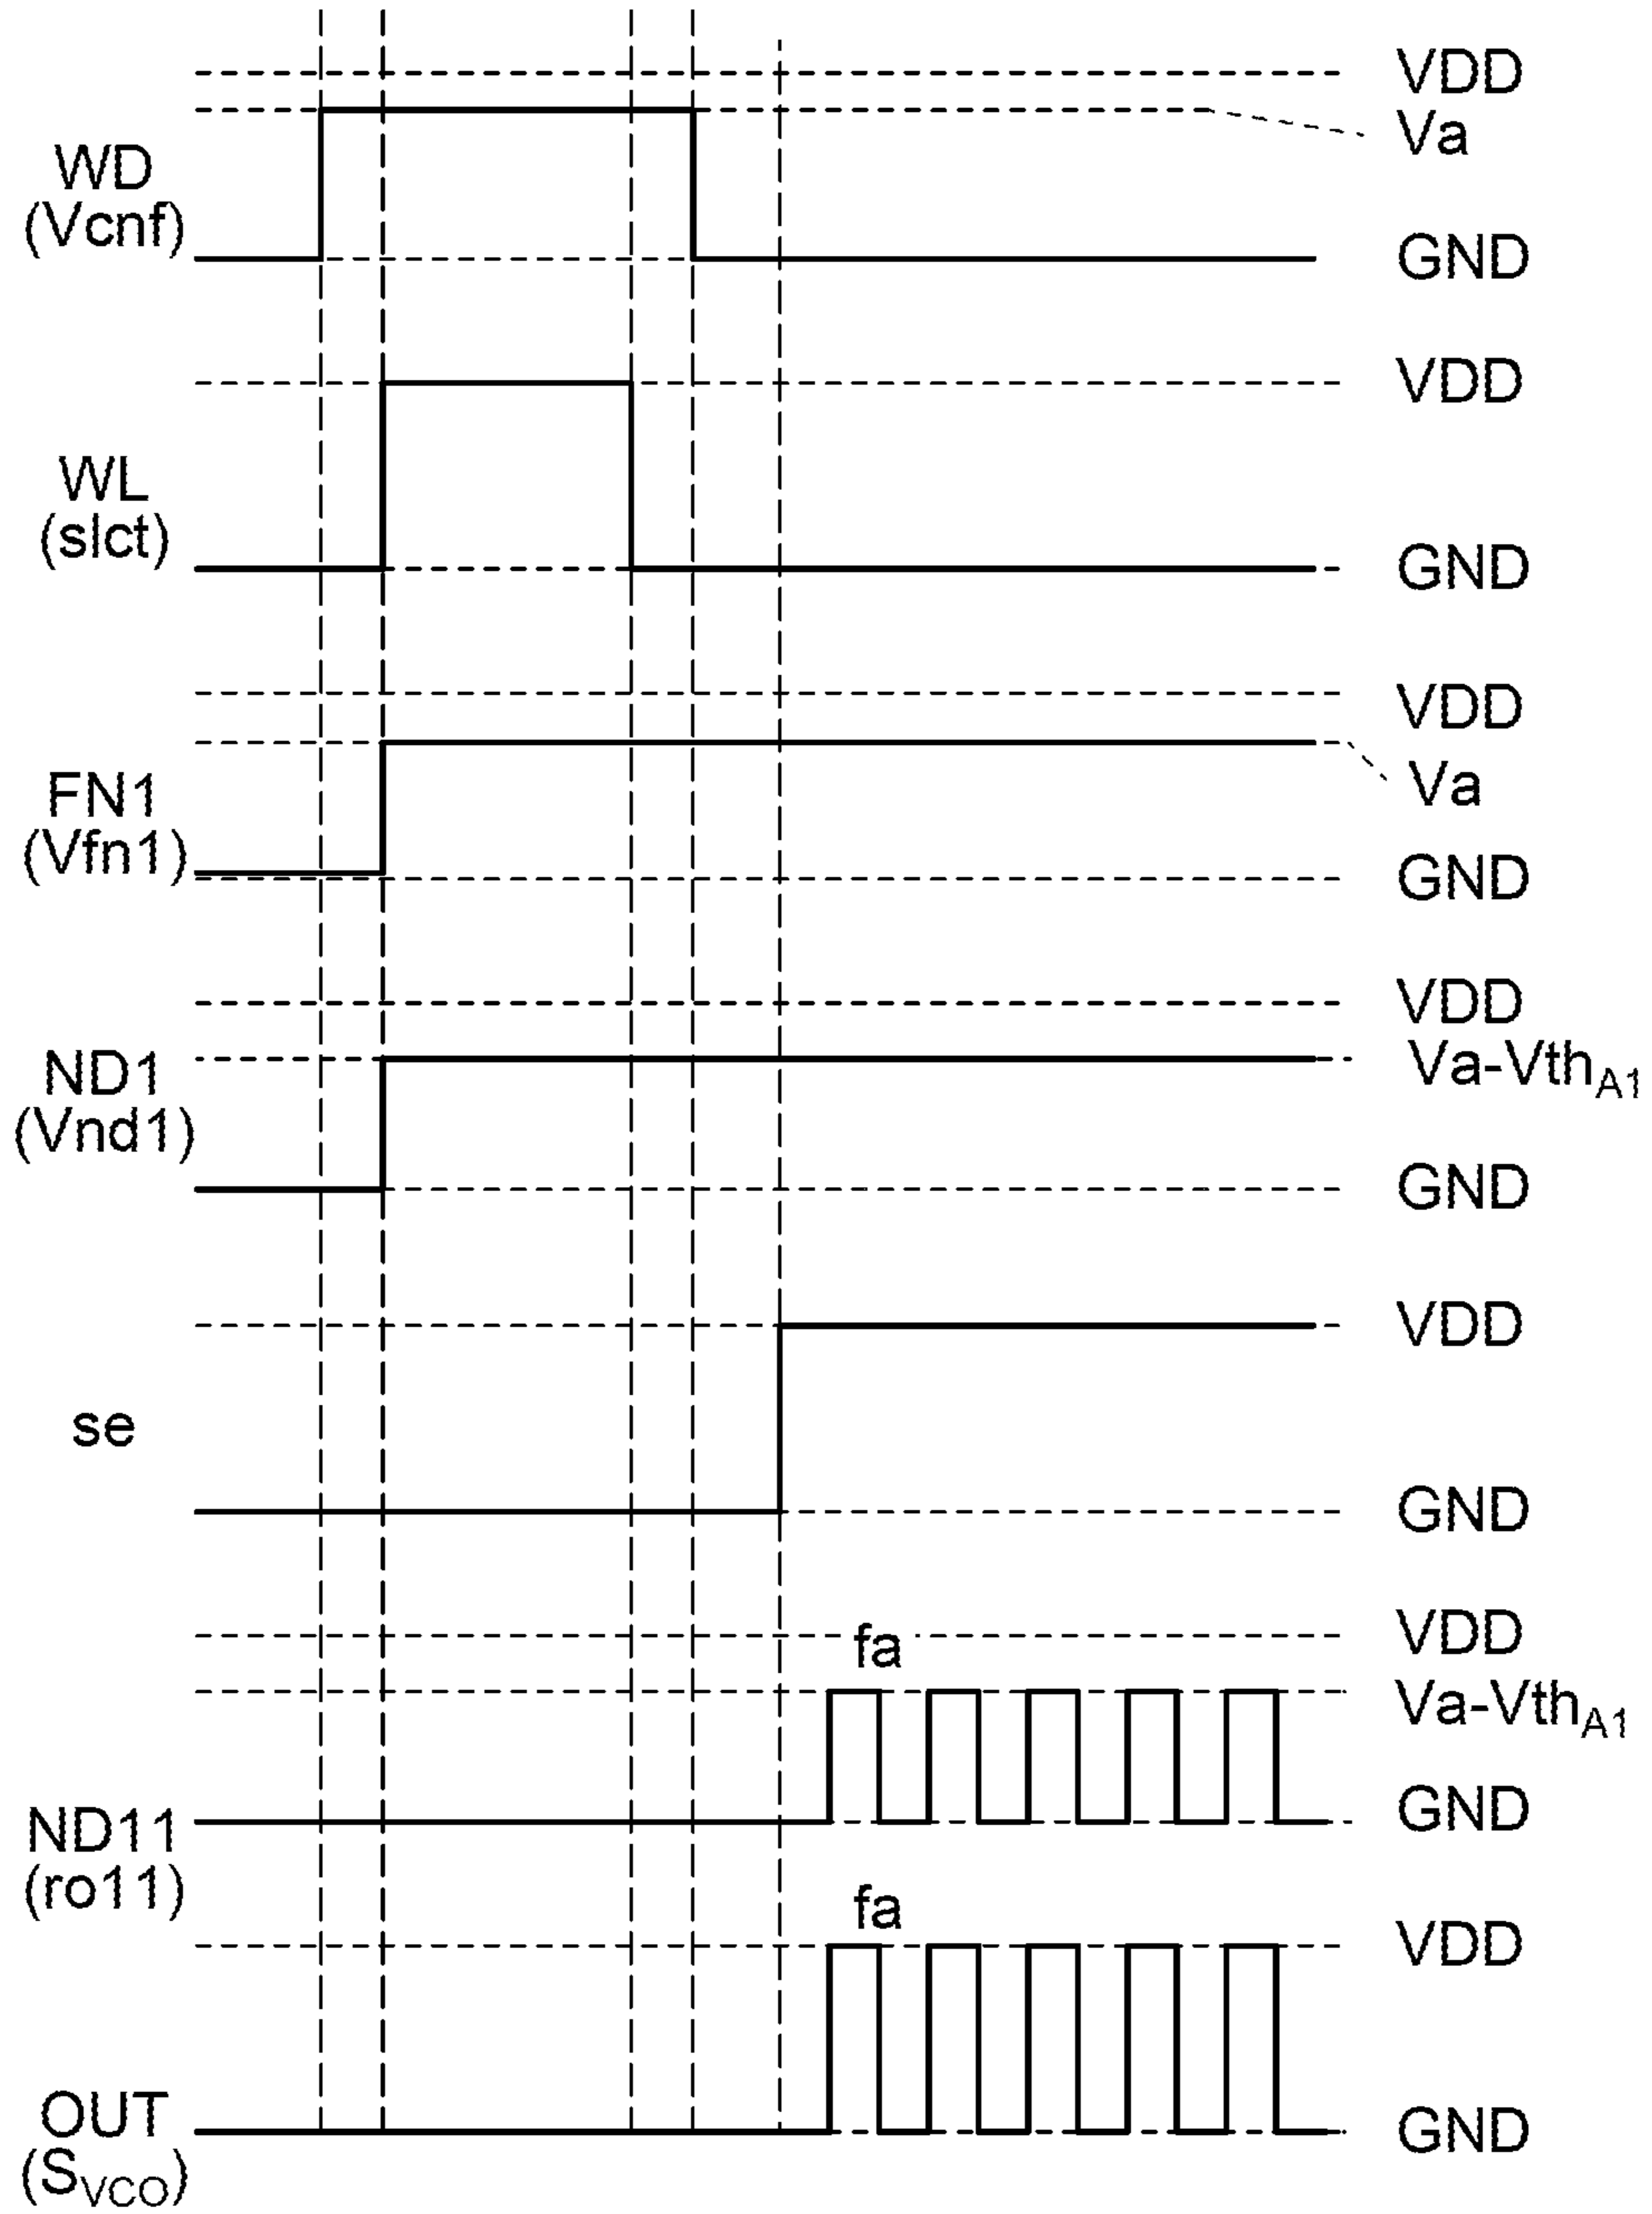 VDD
Va
WD
(Vcnf)
GND
VDD
WL
(slct)
GND
VDD
Va
FN1
(Vfn1)
GND
VDD
Va-VthA1
ND1
(Vnd1)
GND
VDD
se
GND
VDD
fa
Va-VthA1
GND
ND11
(ro11)
fa
VDD
OUT
(SVCO)
GND